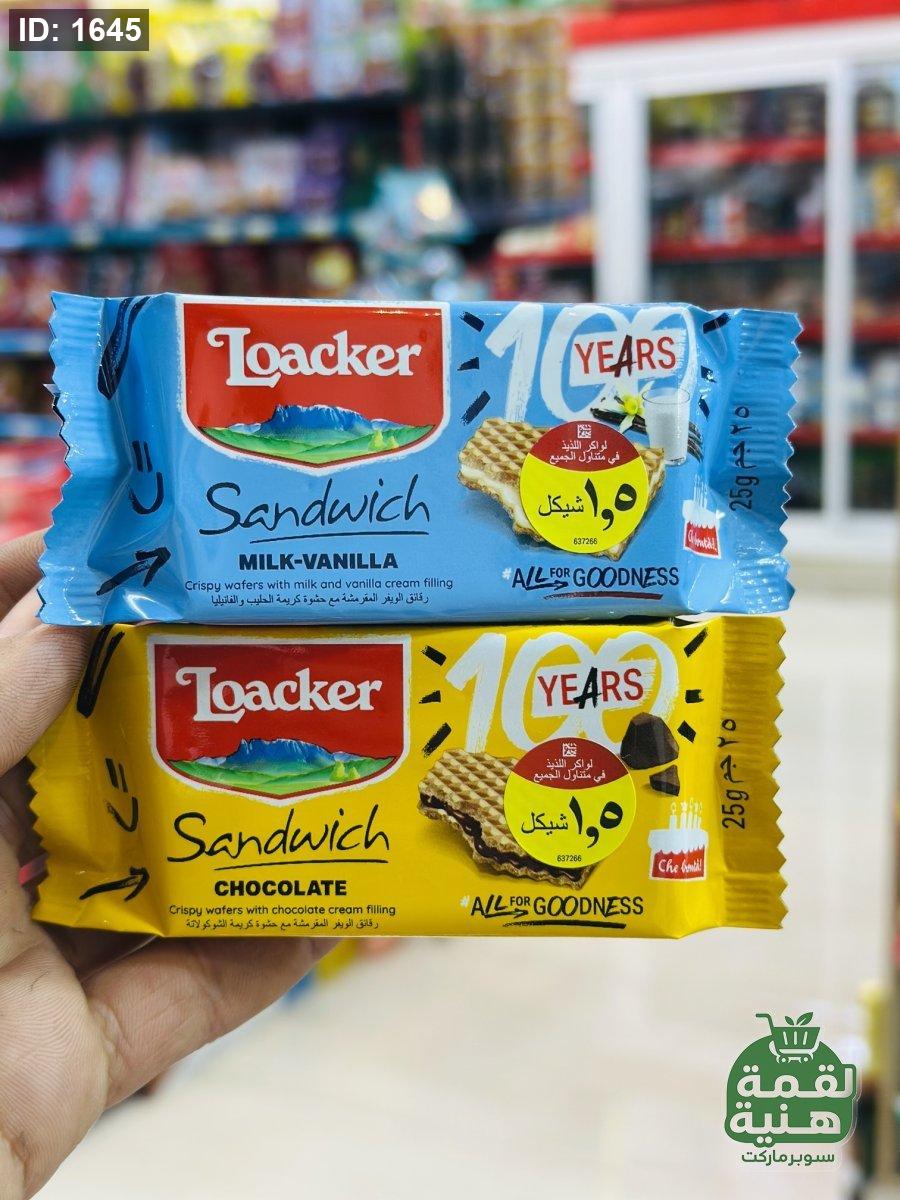 ID: 1645
Loacker
100
YEARS
لواكر اللذيذ
في متناول الجميع
١,٥ شيكل
637266
Sandwich
MILK-VANILLA
Crispy wafers with milk and vanilla cream filling
رقائق الويفر المقرمشة مع حشوة كريمة الحليب والفانيليا
#ALL FOR GOODNESS
Che bontà!
25g ٢٥ جم
Loacker
100
YEARS
لواكر اللذيذ
في متناول الجميع
١,٥ شيكل
637266
Sandwich
CHOCOLATE
Crispy wafers with chocolate cream filling
رقائق الويفر المقرمشة مع حشوة كريمة الشوكولاتة
#ALL FOR GOODNESS
Che bontà!
25g ٢٥ جم
لقمة
هنية
سوبرماركت